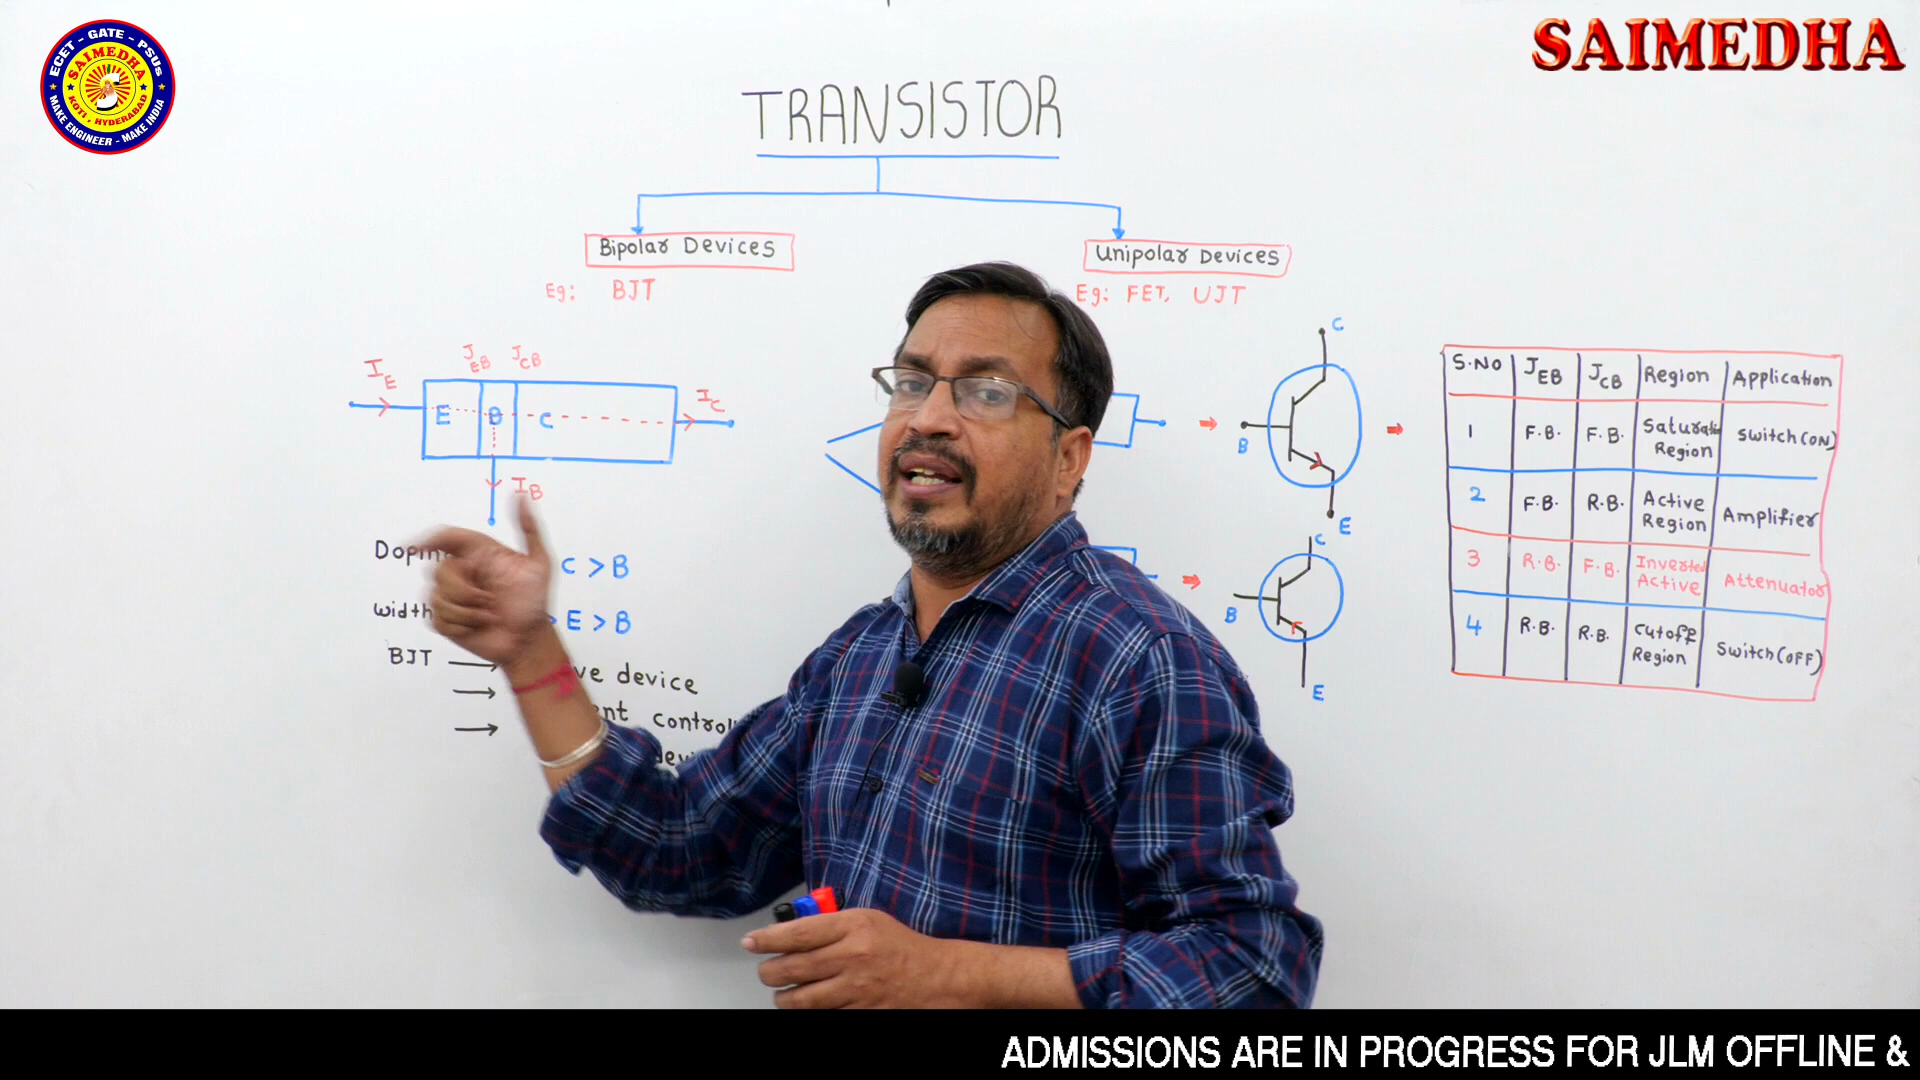 ECET - GATE - PSUs
SAIMEDHA
KOTI, HYDERABAD
MAKE ENGINEER - MAKE INDIA
SAIMEDHA
TRANSISTOR
Bipolar Devices
Unipolar Devices
Eg: BJT
Eg: FET, UJT
JEB JCB
IE
IC
E B C
IB
C > B
width
> E > B
BJT
device
C
B
E
C
B
E
S.NO JEB JCB Region Application
1 F.B. F.B. Saturation Region Switch(ON)
2 F.B. R.B. Active Region Amplifier
3 R.B. F.B. Inverted Active Attenuator
4 R.B. R.B. Cutoff Region Switch(OFF)
ADMISSIONS ARE IN PROGRESS FOR JLM OFFLINE &